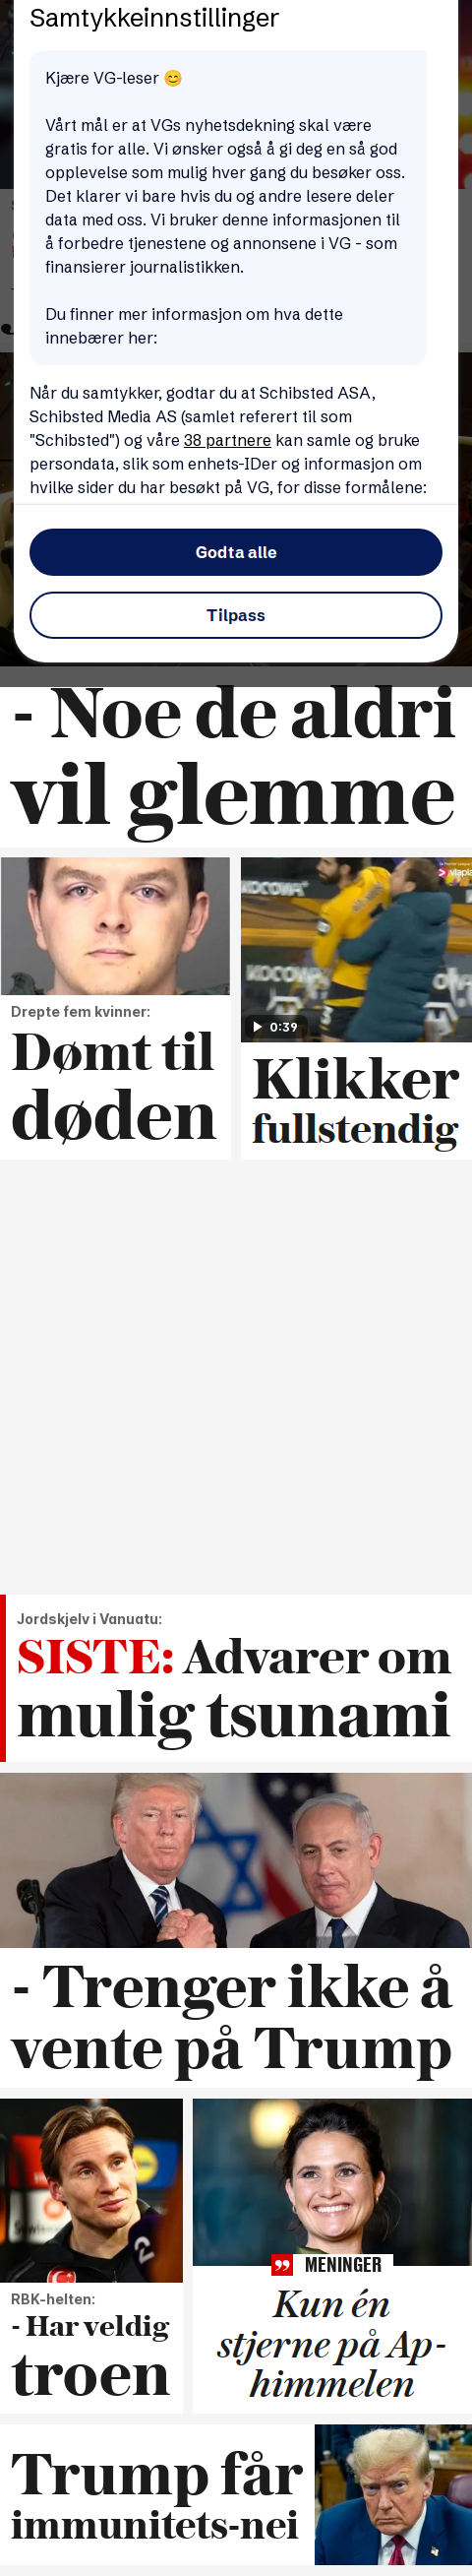 Samtykkeinnstillinger
Kjære VG-leser 😊
Vårt mål er at VGs nyhetsdekning skal være
gratis for alle. Vi ønsker også å gi deg en så god
opplevelse som mulig hver gang du besøker oss.
Det klarer vi bare hvis du og andre lesere deler
data med oss. Vi bruker denne informasjonen til
å forbedre tjenestene og annonsene i VG - som
finansierer journalistikken.
Du finner mer informasjon om hva dette
innebærer her:
Når du samtykker, godtar du at Schibsted ASA,
Schibsted Media AS (samlet referert til som
"Schibsted") og våre 38 partnere kan samle og bruke
persondata, slik som enhets-IDer og informasjon om
hvilke sider du har besøkt på VG, for disse formålene:
Godta alle
Tilpass
- Noe de aldri
vil glemme
Drepte fem kvinner:
Dømt til
døden
KOCOWA
KOCOWA
0:39
Klikker
fullstendig
Jordskjelv i Vanuatu:
SISTE: Advarer om
mulig tsunami
- Trenger ikke å
vente på Trump
RBK-helten:
- Har veldig
troen
MENINGER
Kun én
stjerne på Ap-
himmelen
Trump får
immunitets-nei